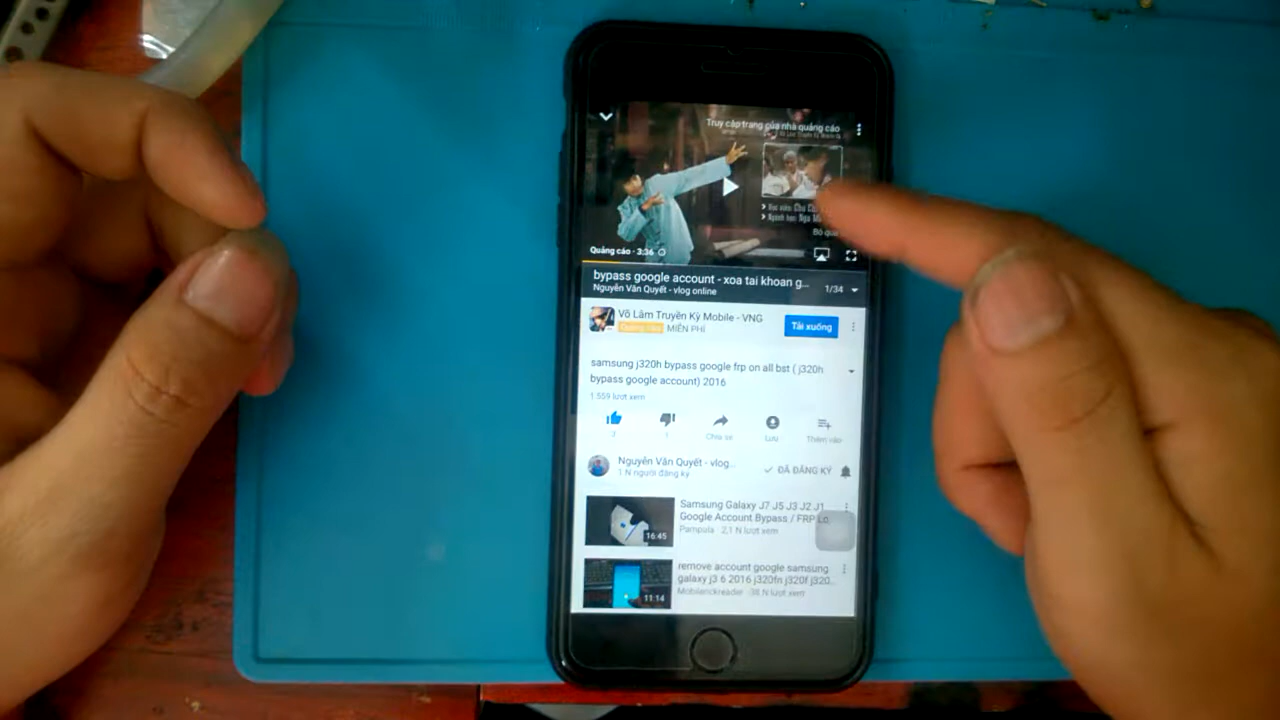 Truy cập trang của nhà quảng cáo
Quảng cáo · 3:36
bypass google account - xoa tai khoan g...
Nguyễn Văn Quyết - vlog online
1/34
Võ Lâm Truyền Kỳ Mobile - VNG
Quảng cáo MIỄN PHÍ
Tải xuống
samsung j320h bypass google frp on all bst ( j320h
bypass google account) 2016
1.559 lượt xem
1
Chia sẻ
Lưu
Thêm vào
Nguyễn Văn Quyết - vlog...
1 N người đăng ký
ĐÃ ĐĂNG KÝ
Samsung Galaxy J7 J5 J3 J2 J1
Google Account Bypass / FRP Lo
Pampala · 2,1 N lượt xem
16:45
remove account google samsung
galaxy j3 6 2016 j320fn j320f j320...
38 N lượt xem
11:14